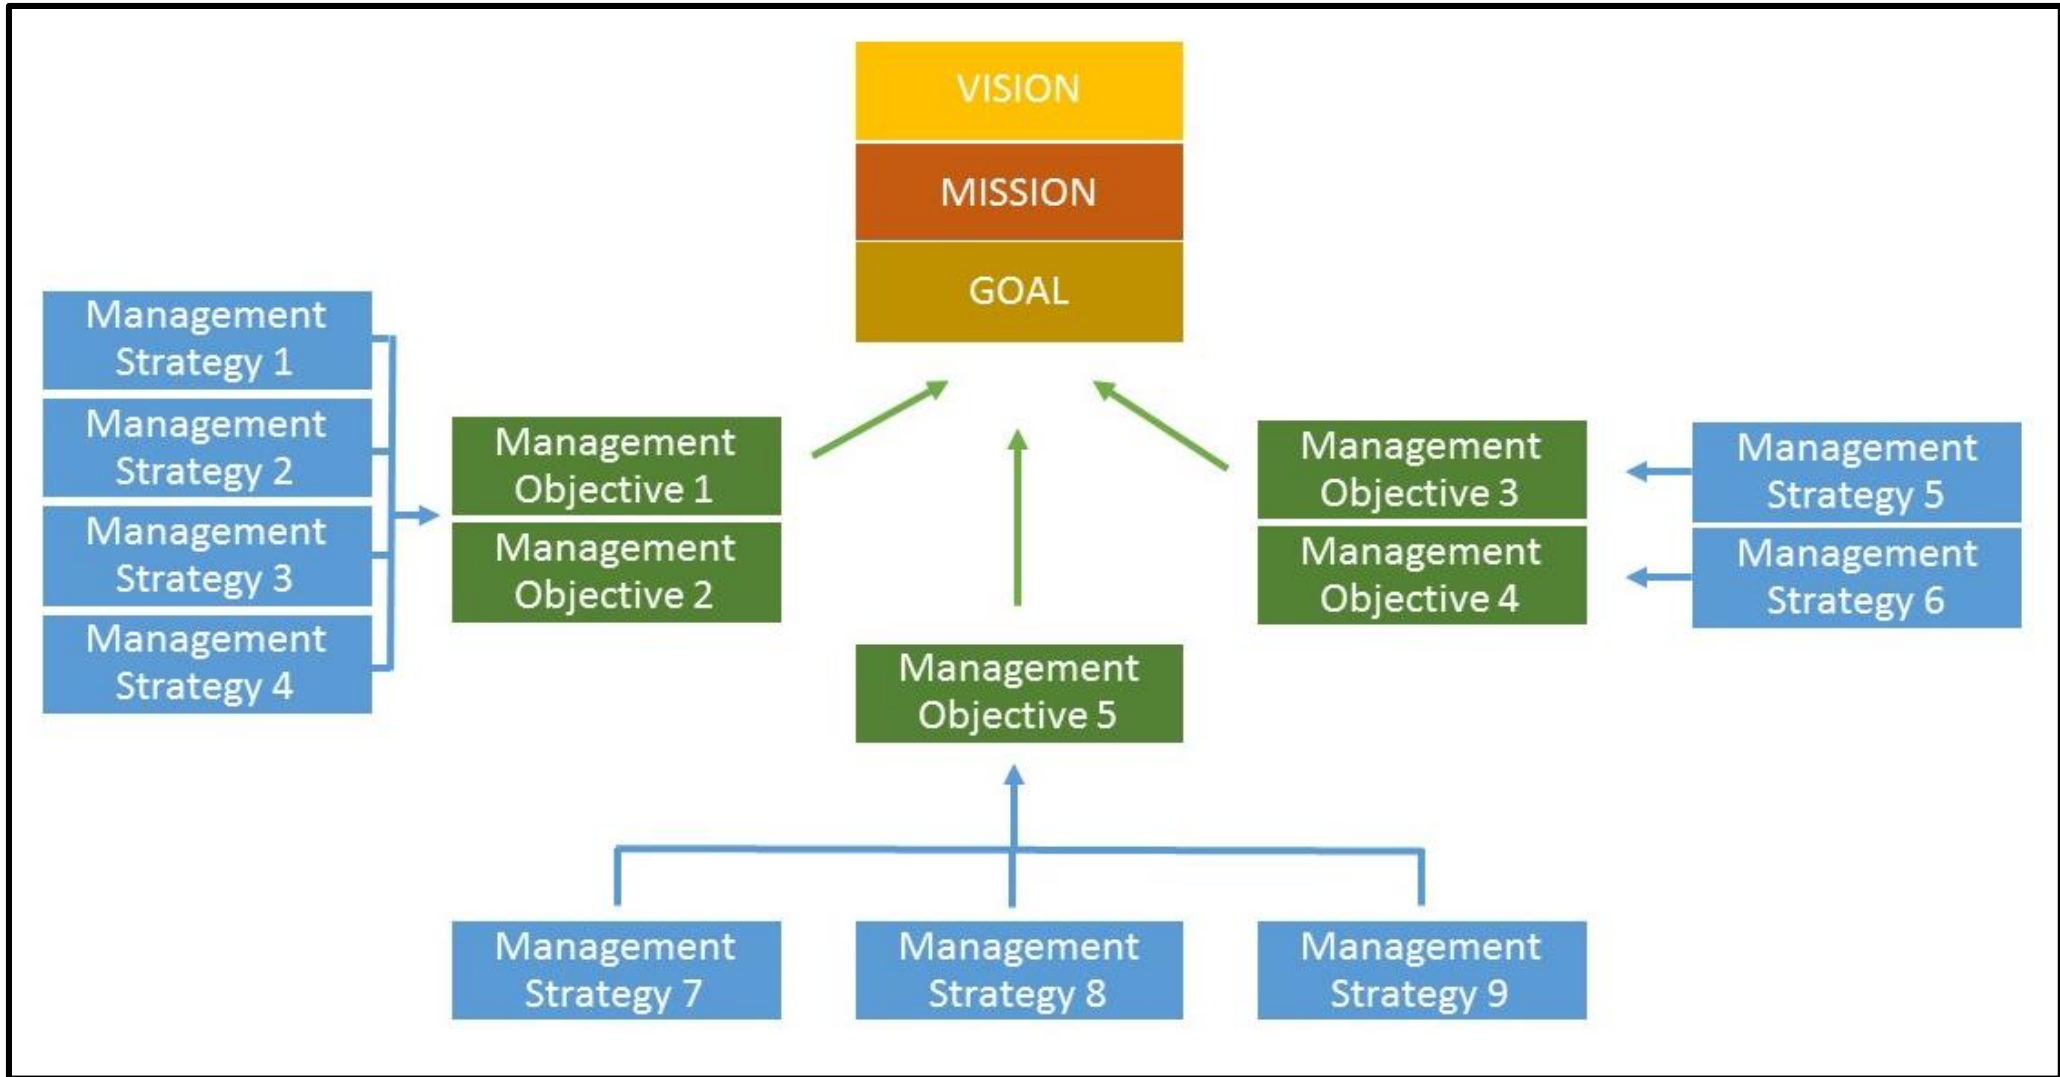 VISION
MISSION
GOAL
Management
Strategy 1
Management
Strategy 2
Management
Strategy 3
Management
Strategy 4
Management
Objective 1
Management
Objective 2
Management
Objective 3
Management
Objective 4
Management
Strategy 5
Management
Strategy 6
Management
Objective 5
Management
Strategy 7
Management
Strategy 8
Management
Strategy 9